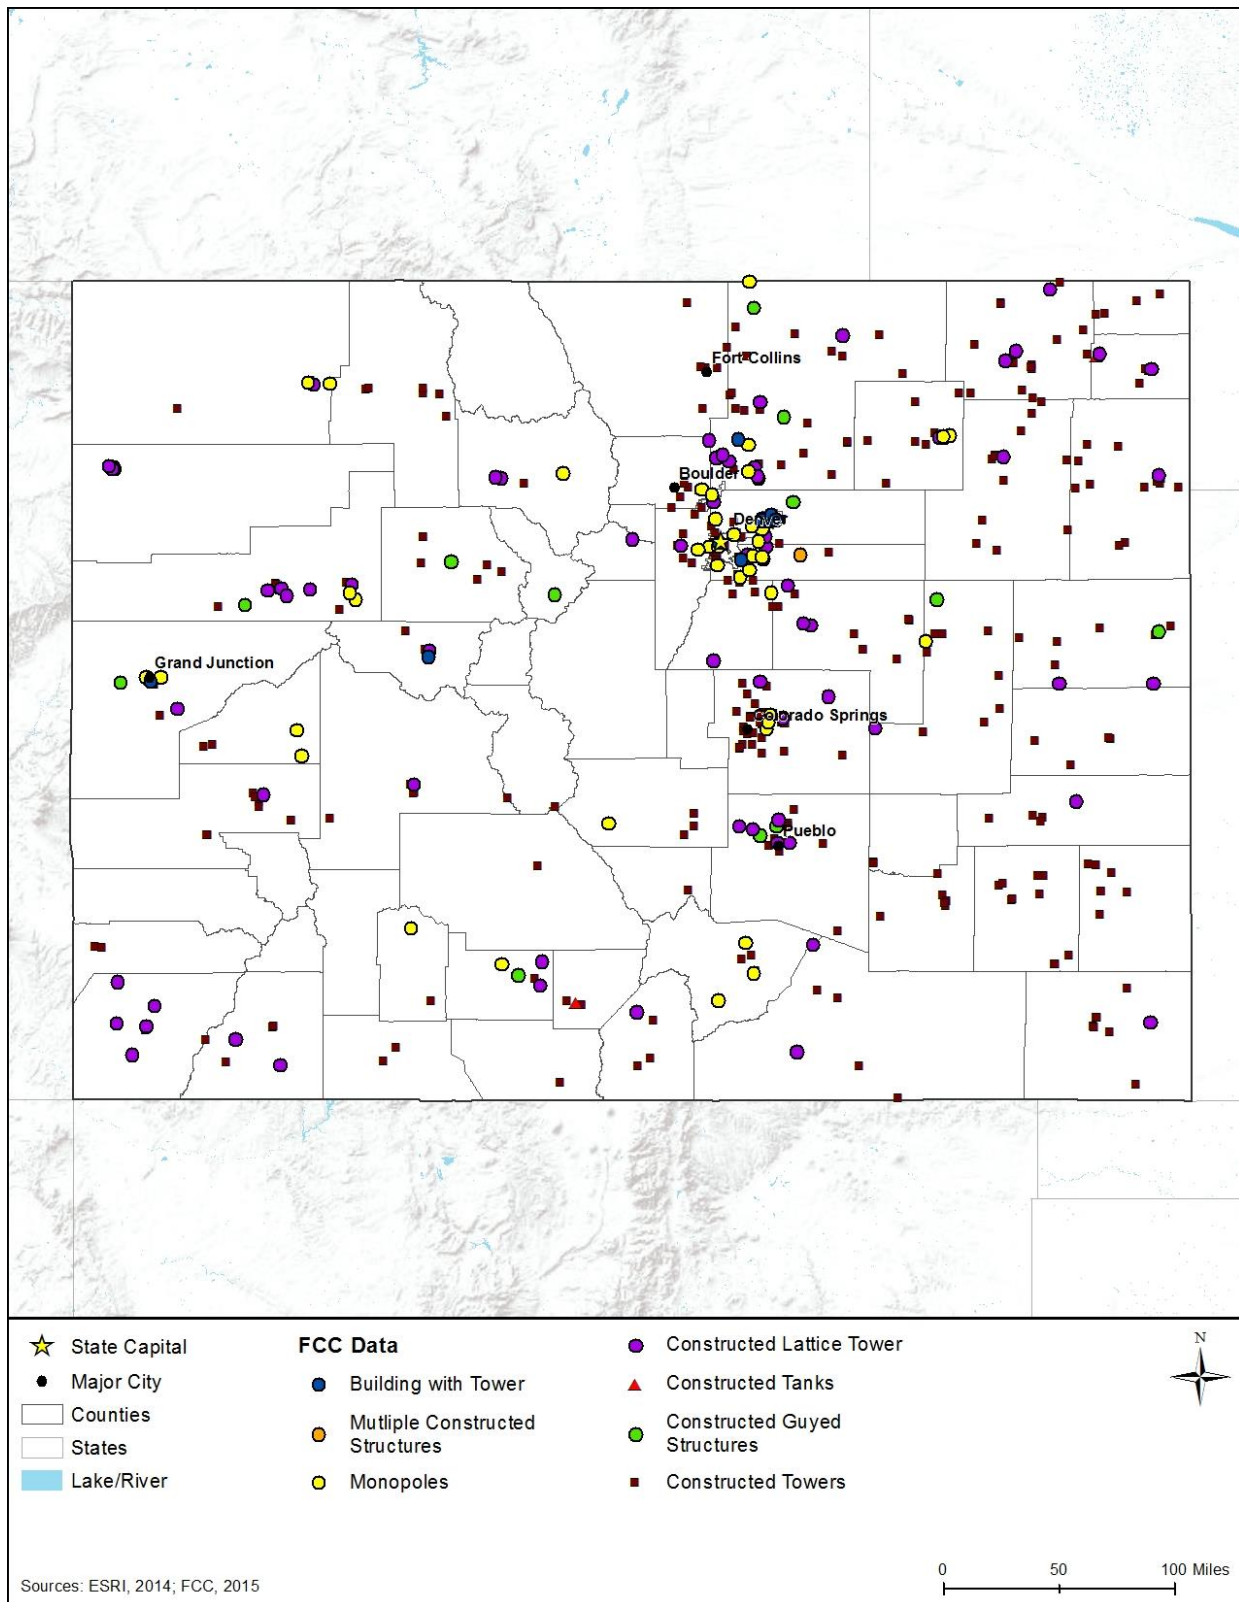 Fort Collins
Boulder
Denver
Grand Junction
Colorado Springs
Pueblo
State Capital
Major City
Counties
States
Lake/River
FCC Data
Building with Tower
Mutliple Constructed
Structures
Monopoles
Constructed Lattice Tower
Constructed Tanks
Constructed Guyed
Structures
Constructed Towers
N
Sources: ESRI, 2014; FCC, 2015
0 50 100 Miles